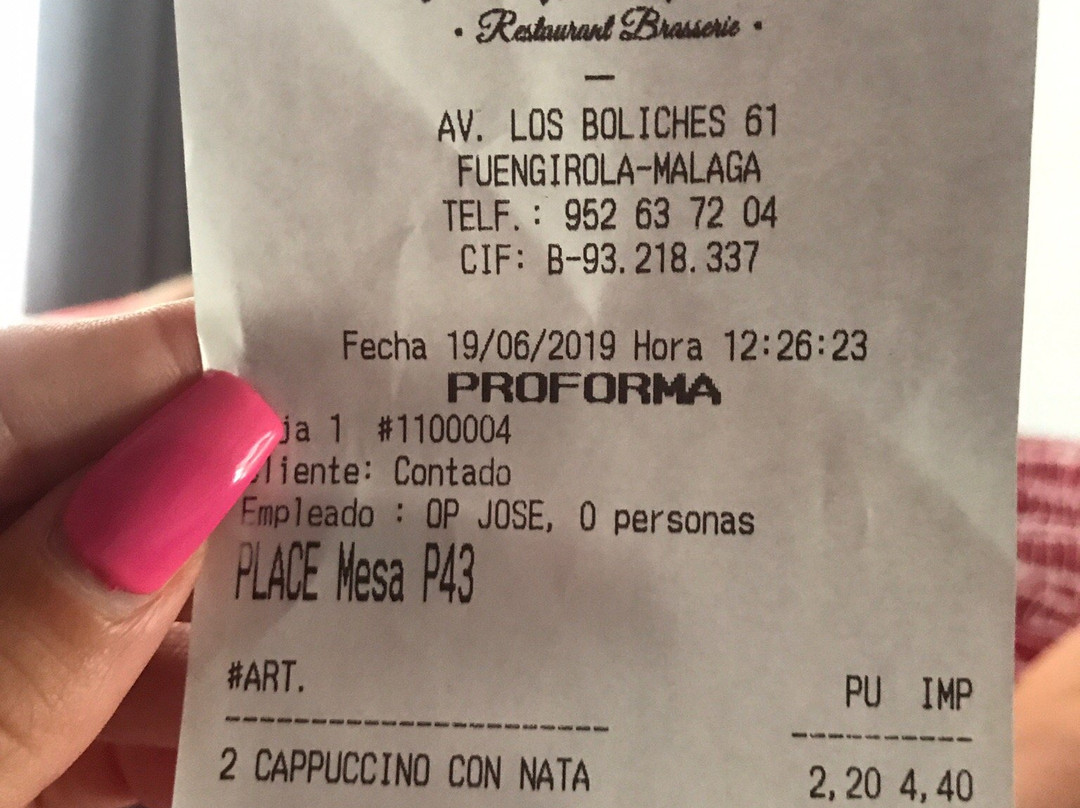 • Restaurant Brasserie •
—
AV. LOS BOLICHES 61
FUENGIROLA-MALAGA
TELF.: 952 63 72 04
CIF: B-93.218.337
Fecha 19/06/2019 Hora 12:26:23
PROFORMA
ja 1 #1100004
liente: Contado
Empleado : OP JOSE, 0 personas
PLACE Mesa P43
#ART. PU IMP
2 CAPPUCCINO CON NATA 2,20 4,40